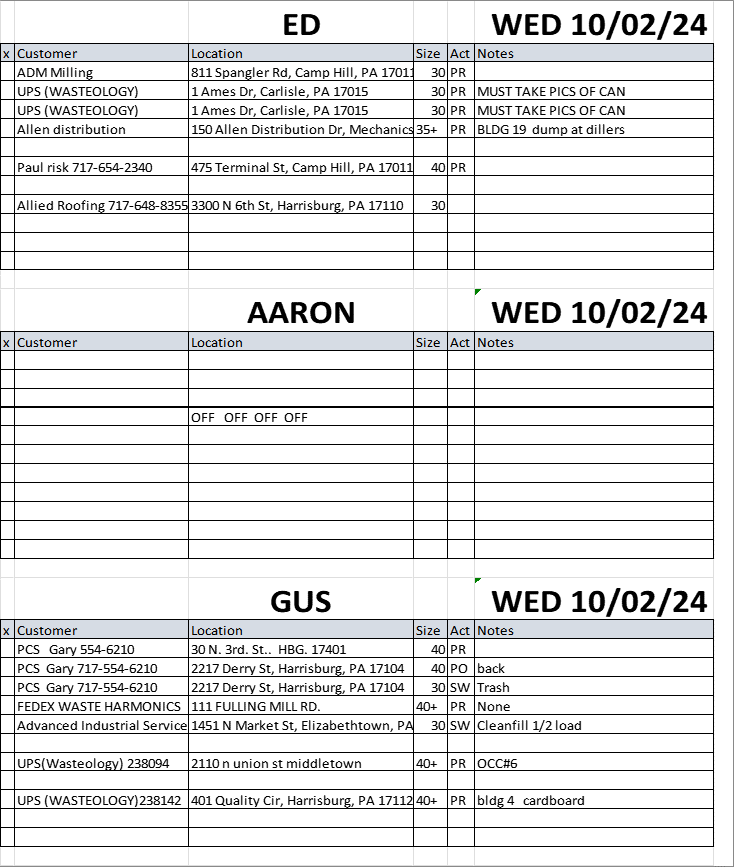 ED WED 10/02/24
x Customer Location Size Act Notes
ADM Milling 811 Spangler Rd, Camp Hill, PA 17011 30 PR
UPS (WASTEOLOGY) 1 Ames Dr, Carlisle, PA 17015 30 PR MUST TAKE PICS OF CAN
UPS (WASTEOLOGY) 1 Ames Dr, Carlisle, PA 17015 30 PR MUST TAKE PICS OF CAN
Allen distribution 150 Allen Distribution Dr, Mechanics 35+ PR BLDG 19 dump at dillers
Paul risk 717-654-2340 475 Terminal St, Camp Hill, PA 17011 40 PR
Allied Roofing 717-648-8355 3300 N 6th St, Harrisburg, PA 17110 30
AARON WED 10/02/24
x Customer Location Size Act Notes
OFF OFF OFF OFF
GUS WED 10/02/24
x Customer Location Size Act Notes
PCS Gary 554-6210 30 N. 3rd. St.. HBG. 17401 40 PR
PCS Gary 717-554-6210 2217 Derry St, Harrisburg, PA 17104 40 PO back
PCS Gary 717-554-6210 2217 Derry St, Harrisburg, PA 17104 30 SW Trash
FEDEX WASTE HARMONICS 111 FULLING MILL RD. 40+ PR None
Advanced Industrial Service 1451 N Market St, Elizabethtown, PA 30 SW Cleanfill 1/2 load
UPS(Wasteology) 238094 2110 n union st middletown 40+ PR OCC#6
UPS (WASTEOLOGY)238142 401 Quality Cir, Harrisburg, PA 17112 40+ PR bldg 4 cardboard